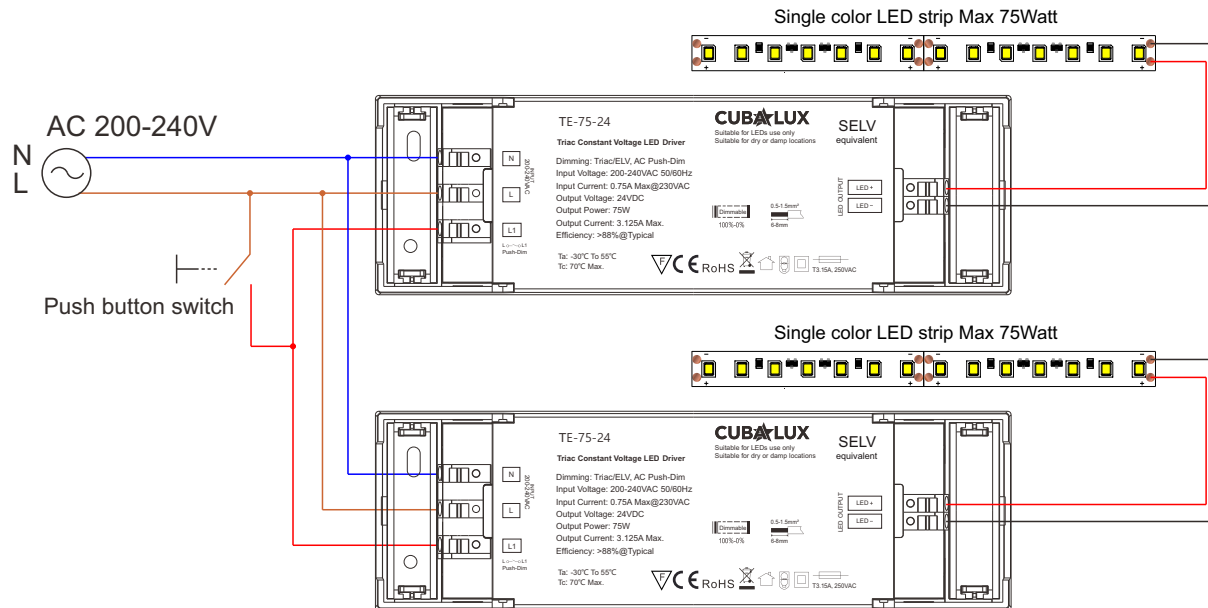 Single color LED strip Max 75Watt
- -
+ +
AC 200-240V
N
L
Push button switch
TE-75-24
Triac Constant Voltage LED Driver
Dimming: Triac/ELV, AC Push-Dim
Input Voltage: 200-240VAC 50/60Hz
Input Current: 0.75A Max@230VAC
Output Voltage: 24VDC
Output Power: 75W
Output Current: 3.125A Max.
Efficiency: >88%@Typical
Ta: -30℃ To 55℃
Tc: 70℃ Max.
N
L
L1
INPUT
200-240VAC
L L1
Push-Dim
CUBALUX
Suitable for LEDs use only
Suitable for dry or damp locations
SELV
equivalent
LED OUTPUT
LED +
LED −
Dimmable
100%-0%
0.5-1.5mm²
6-8mm
F CE RoHS
T3.15A, 250VAC
Single color LED strip Max 75Watt
- -
+ +
TE-75-24
Triac Constant Voltage LED Driver
Dimming: Triac/ELV, AC Push-Dim
Input Voltage: 200-240VAC 50/60Hz
Input Current: 0.75A Max@230VAC
Output Voltage: 24VDC
Output Power: 75W
Output Current: 3.125A Max.
Efficiency: >88%@Typical
Ta: -30℃ To 55℃
Tc: 70℃ Max.
N
L
L1
INPUT
200-240VAC
L L1
Push-Dim
CUBALUX
Suitable for LEDs use only
Suitable for dry or damp locations
SELV
equivalent
LED OUTPUT
LED +
LED −
Dimmable
100%-0%
0.5-1.5mm²
6-8mm
F CE RoHS
T3.15A, 250VAC